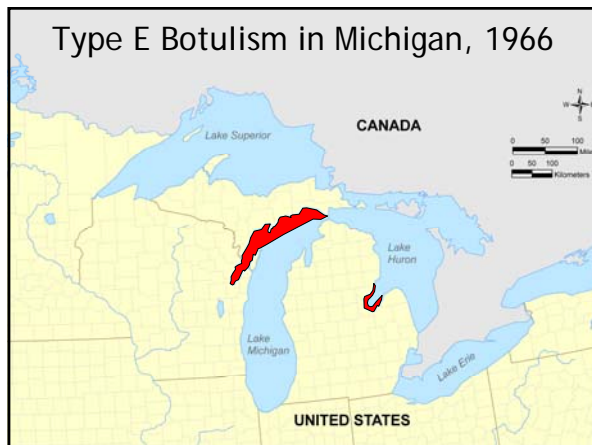 Type E Botulism in Michigan, 1966
N
W
S
Lake Superior
CANADA
0 50 100
Miles
0 50 100
Kilometers
Lake
Huron
Lake
Michigan
Lake Erie
UNITED STATES